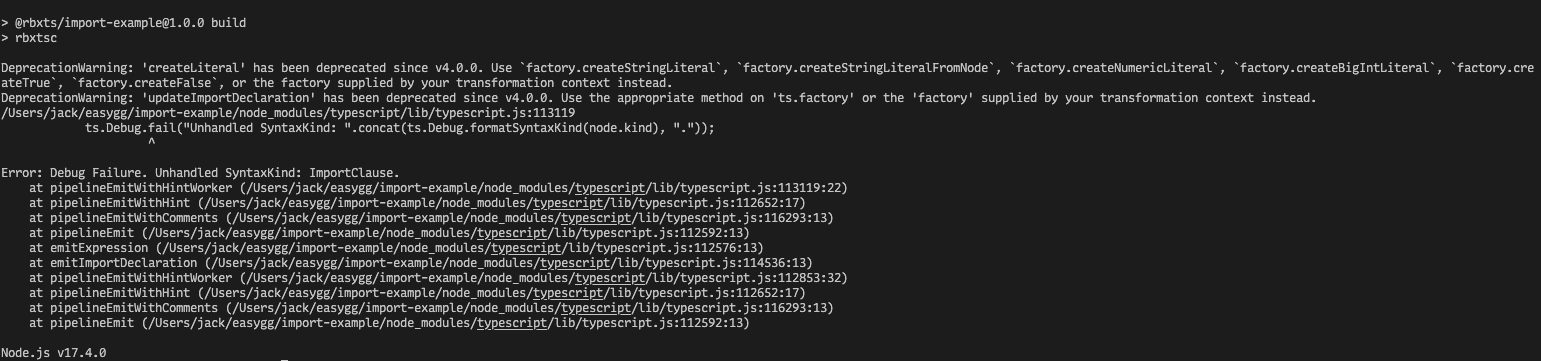 > @rbxts/import-example@1.0.0 build
> rbxtsc
DeprecationWarning: 'createLiteral' has been deprecated since v4.0.0. Use `factory.createStringLiteral`, `factory.createStringLiteralFromNode`, `factory.createNumericLiteral`, `factory.createBigIntLiteral`, `factory.cre
ateTrue`, `factory.createFalse`, or the factory supplied by your transformation context instead.
DeprecationWarning: 'updateImportDeclaration' has been deprecated since v4.0.0. Use the appropriate method on 'ts.factory' or the 'factory' supplied by your transformation context instead.
/Users/jack/easygg/import-example/node_modules/typescript/lib/typescript.js:113119
            ts.Debug.fail("Unhandled SyntaxKind: ".concat(ts.Debug.formatSyntaxKind(node.kind), "."));
                     ^
Error: Debug Failure. Unhandled SyntaxKind: ImportClause.
    at pipelineEmitWithHintWorker (/Users/jack/easygg/import-example/node_modules/typescript/lib/typescript.js:113119:22)
    at pipelineEmitWithHint (/Users/jack/easygg/import-example/node_modules/typescript/lib/typescript.js:112652:17)
    at pipelineEmitWithComments (/Users/jack/easygg/import-example/node_modules/typescript/lib/typescript.js:116293:13)
    at pipelineEmit (/Users/jack/easygg/import-example/node_modules/typescript/lib/typescript.js:112592:13)
    at emitExpression (/Users/jack/easygg/import-example/node_modules/typescript/lib/typescript.js:112576:13)
    at emitImportDeclaration (/Users/jack/easygg/import-example/node_modules/typescript/lib/typescript.js:114536:13)
    at pipelineEmitWithHintWorker (/Users/jack/easygg/import-example/node_modules/typescript/lib/typescript.js:112853:32)
    at pipelineEmitWithHint (/Users/jack/easygg/import-example/node_modules/typescript/lib/typescript.js:112652:17)
    at pipelineEmitWithComments (/Users/jack/easygg/import-example/node_modules/typescript/lib/typescript.js:116293:13)
    at pipelineEmit (/Users/jack/easygg/import-example/node_modules/typescript/lib/typescript.js:112592:13)
Node.js v17.4.0